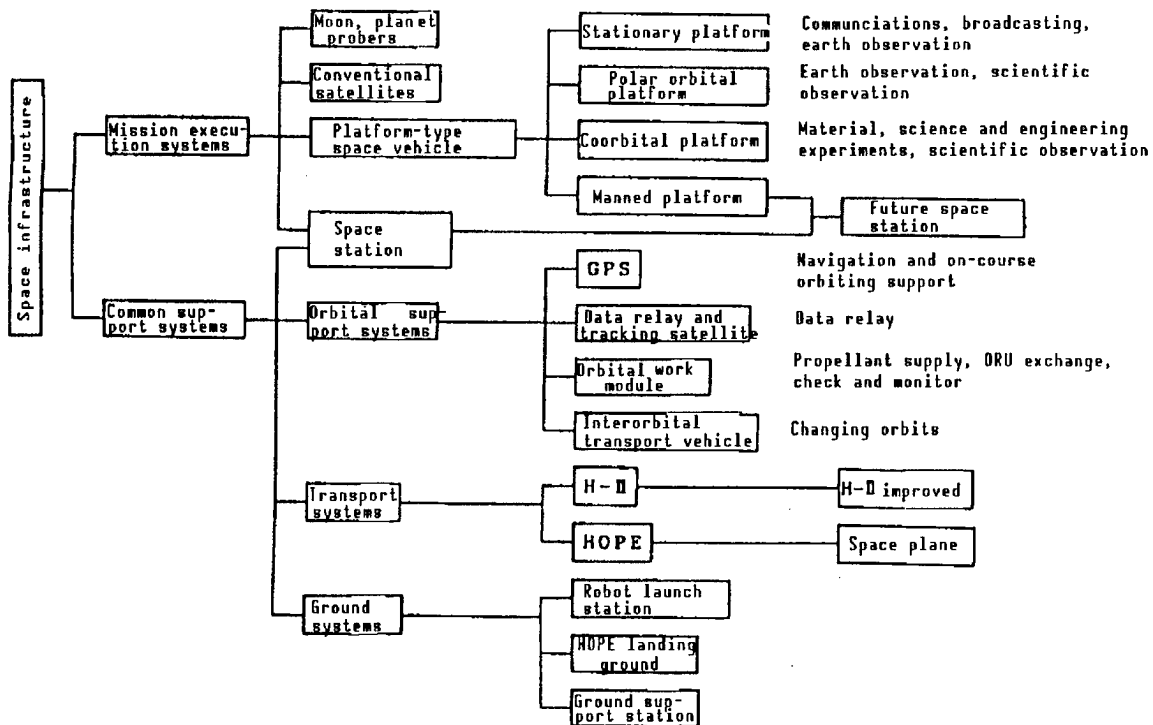 Space infrastructure
Mission execu-
tion systems
Common sup-
port systems
Moon, planet
probers
Conventional
satellites
Platform-type
space vehicle
Space
station
Orbital sup-
port systems
Transport
systems
Ground
systems
Stationary platform
Communciations, broadcasting,
earth observation
Polar orbital
platform
Earth observation, scientific
observation
Coorbital platform
Material, science and engineering
experiments, scientific observation
Manned platform
Future space
station
GPS
Navigation and on-course
orbiting support
Data relay and
tracking satellite
Data relay
Orbital work
module
Propellant supply, ORU exchange,
check and monitor
Interorbital
transport vehicle
Changing orbits
H-II
H-II improved
HOPE
Space plane
Robot launch
station
HOPE landing
ground
Ground sup-
port station